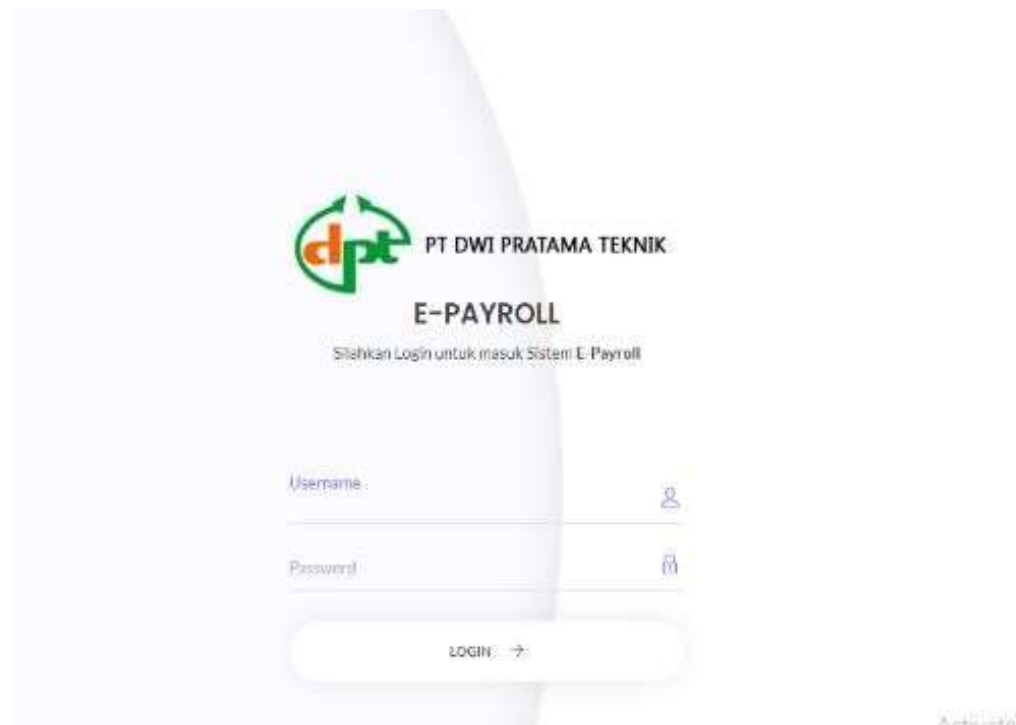 dpt
PT DWI PRATAMA TEKNIK
E-PAYROLL
Silahkan Login untuk masuk Sistem E-Payroll
Username
Password
LOGIN →